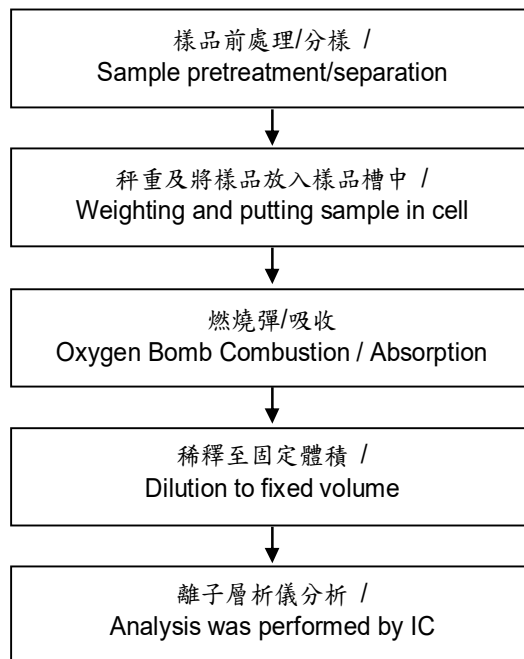 樣品前處理/分樣 /
Sample pretreatment/separation
秤重及將樣品放入樣品槽中 /
Weighting and putting sample in cell
燃燒彈/吸收
Oxygen Bomb Combustion / Absorption
稀釋至固定體積 /
Dilution to fixed volume
離子層析儀分析 /
Analysis was performed by IC